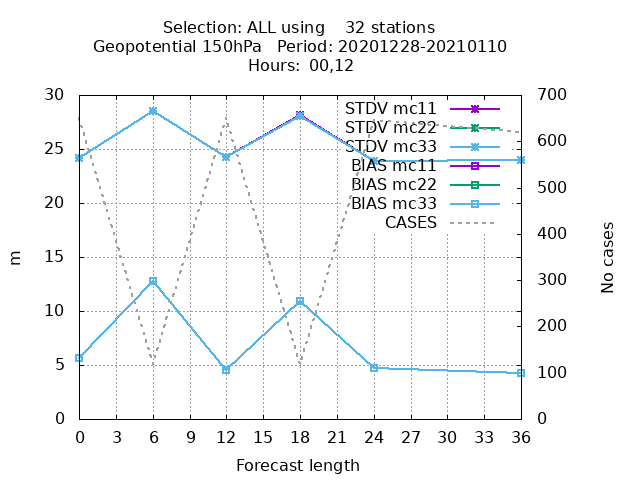 Selection: ALL using    32 stations
Geopotential 150hPa   Period: 20201228-20210110
Hours: 00,12
30
25
20
15
10
5
0
m
STDV mc11
STDV mc22
STDV mc33
BIAS mc11
BIAS mc22
BIAS mc33
CASES
700
600
500
400
300
200
100
0
No cases
0 3 6 9 12 15 18 21 24 27 30 33 36
Forecast length